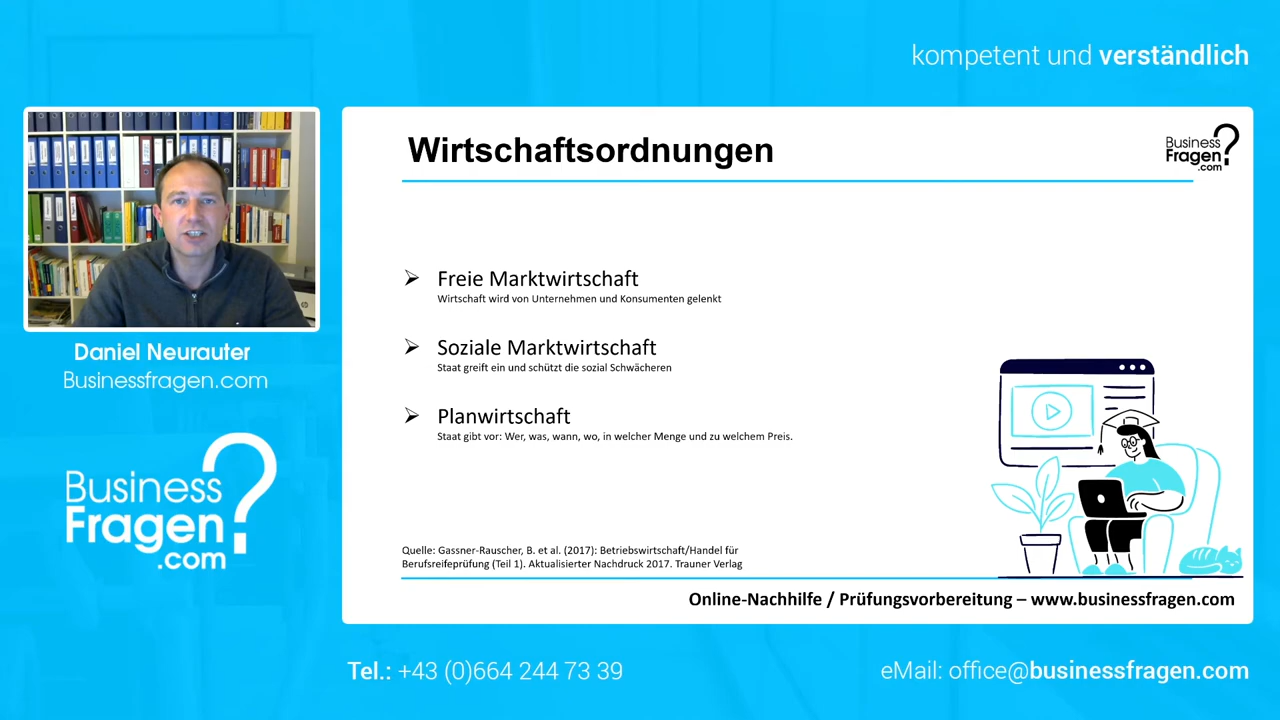 kompetent und verständlich
Wirtschaftsordnungen
Business
Fragen
.com
?
Freie Marktwirtschaft
Wirtschaft wird von Unternehmen und Konsumenten gelenkt
Soziale Marktwirtschaft
Staat greift ein und schützt die sozial Schwächeren
Planwirtschaft
Staat gibt vor: Wer, was, wann, wo, in welcher Menge und zu welchem Preis.
Quelle: Gassner-Rauscher, B. et al. (2017): Betriebswirtschaft/Handel für
Berufsreifeprüfung (Teil 1). Aktualisierter Nachdruck 2017. Trauner Verlag
Online-Nachhilfe / Prüfungsvorbereitung – www.businessfragen.com
Daniel Neurauter
Businessfragen.com
Business
Fragen
.com
?
Tel.: +43 (0)664 244 73 39
eMail: office@businessfragen.com